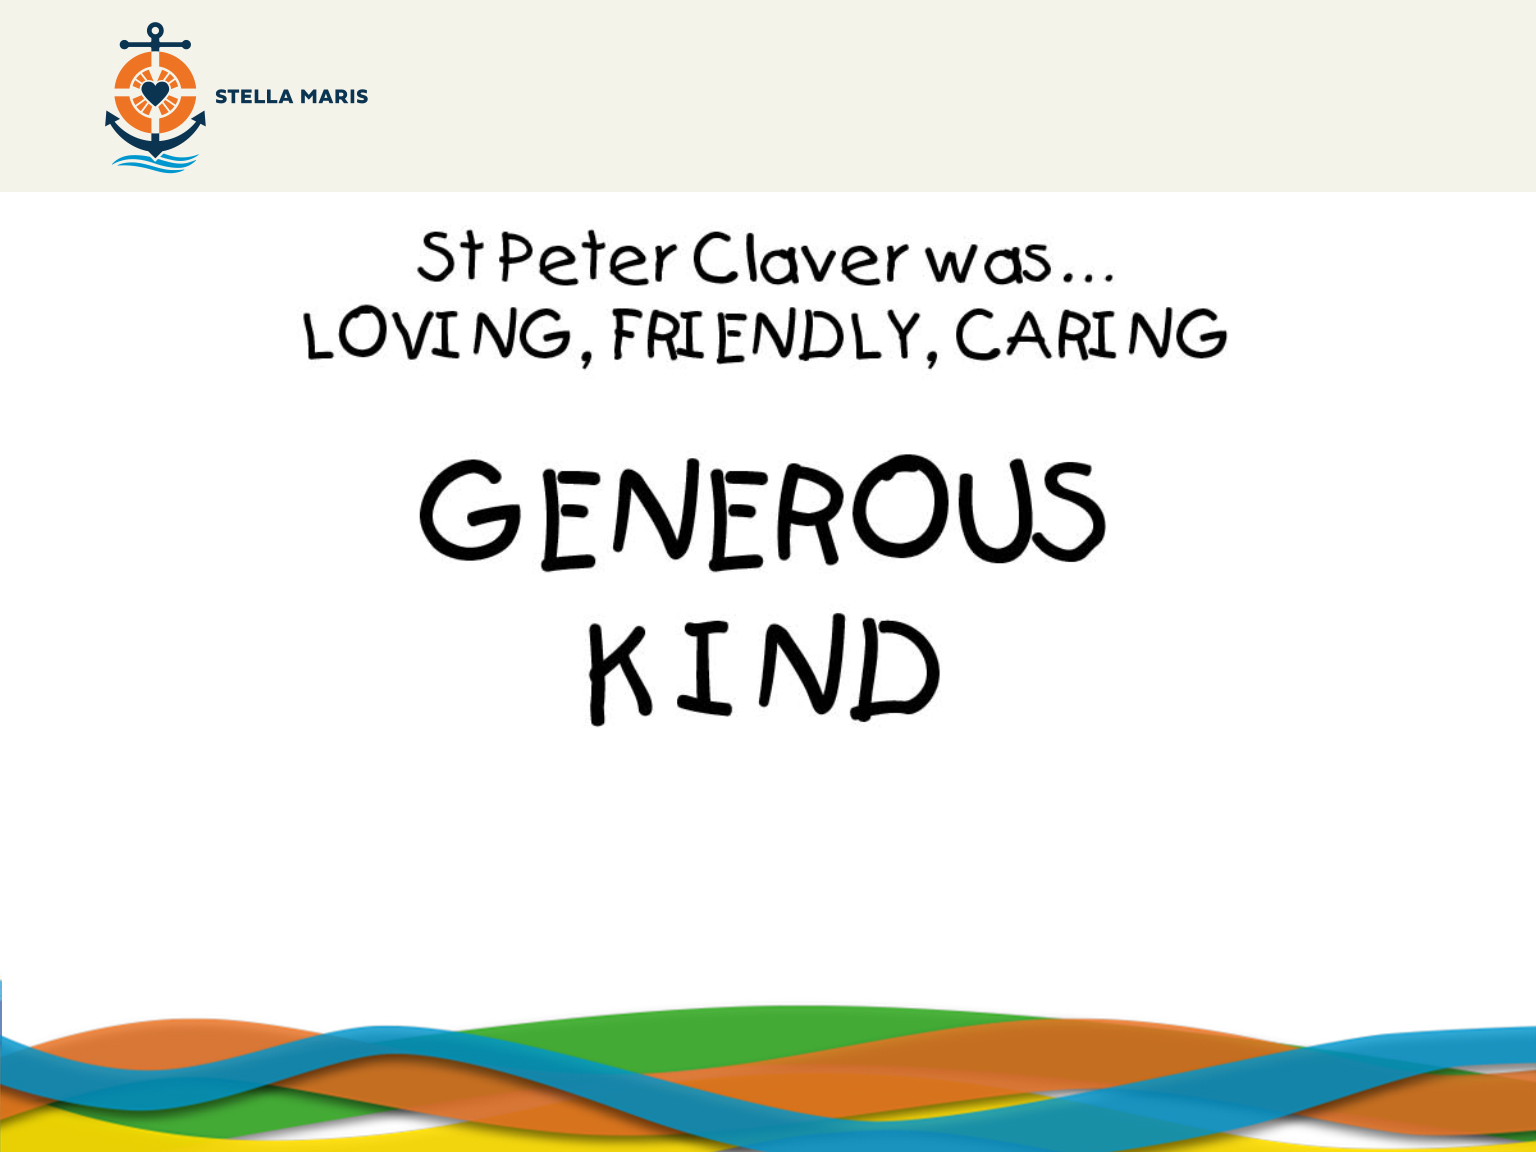 STELLA MARIS
St Peter Claver was...
LOVING, FRIENDLY, CARING
GENEROUS
KIND